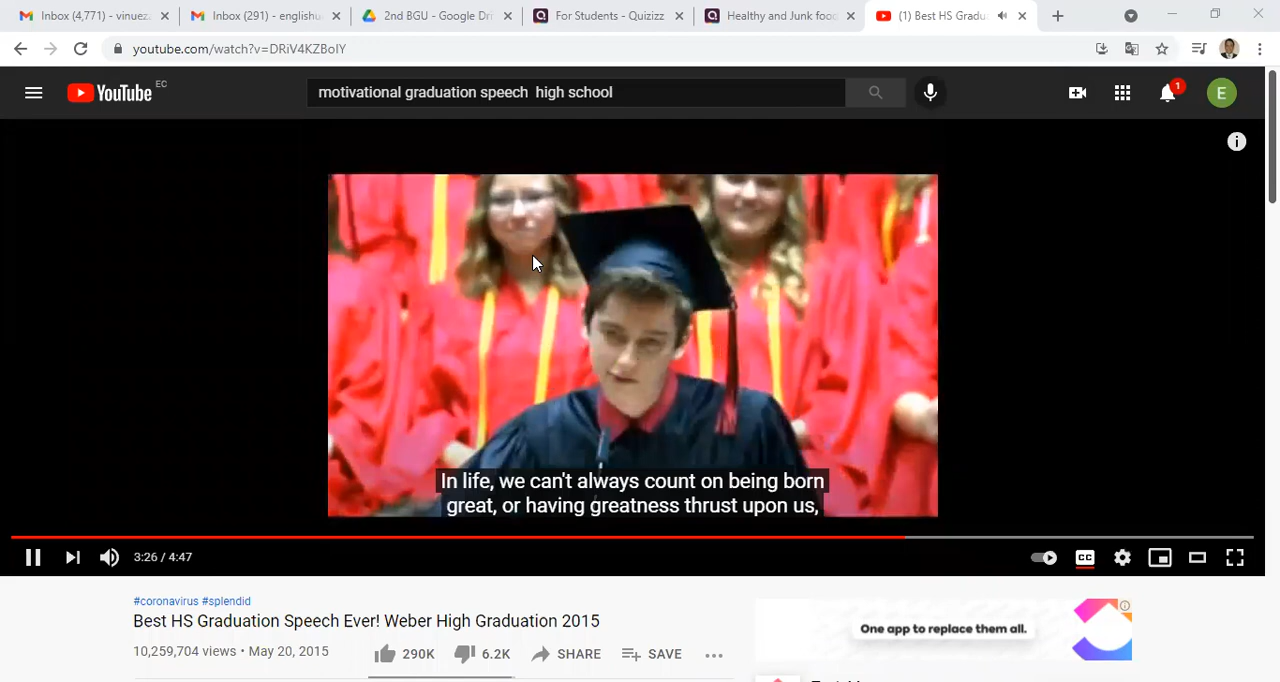 Inbox (4,771) - vinueza
Inbox (291) - englishu
2nd BGU - Google Dri
For Students - Quizizz
Healthy and Junk food
(1) Best HS Gradu
youtube.com/watch?v=DRiV4KZBoIY
YouTube EC
motivational graduation speech high school
1
E
In life, we can't always count on being born
great, or having greatness thrust upon us,
3:26 / 4:47
CC
#coronavirus #splendid
Best HS Graduation Speech Ever! Weber High Graduation 2015
10,259,704 views • May 20, 2015
290K
6.2K
SHARE
SAVE
One app to replace them all.